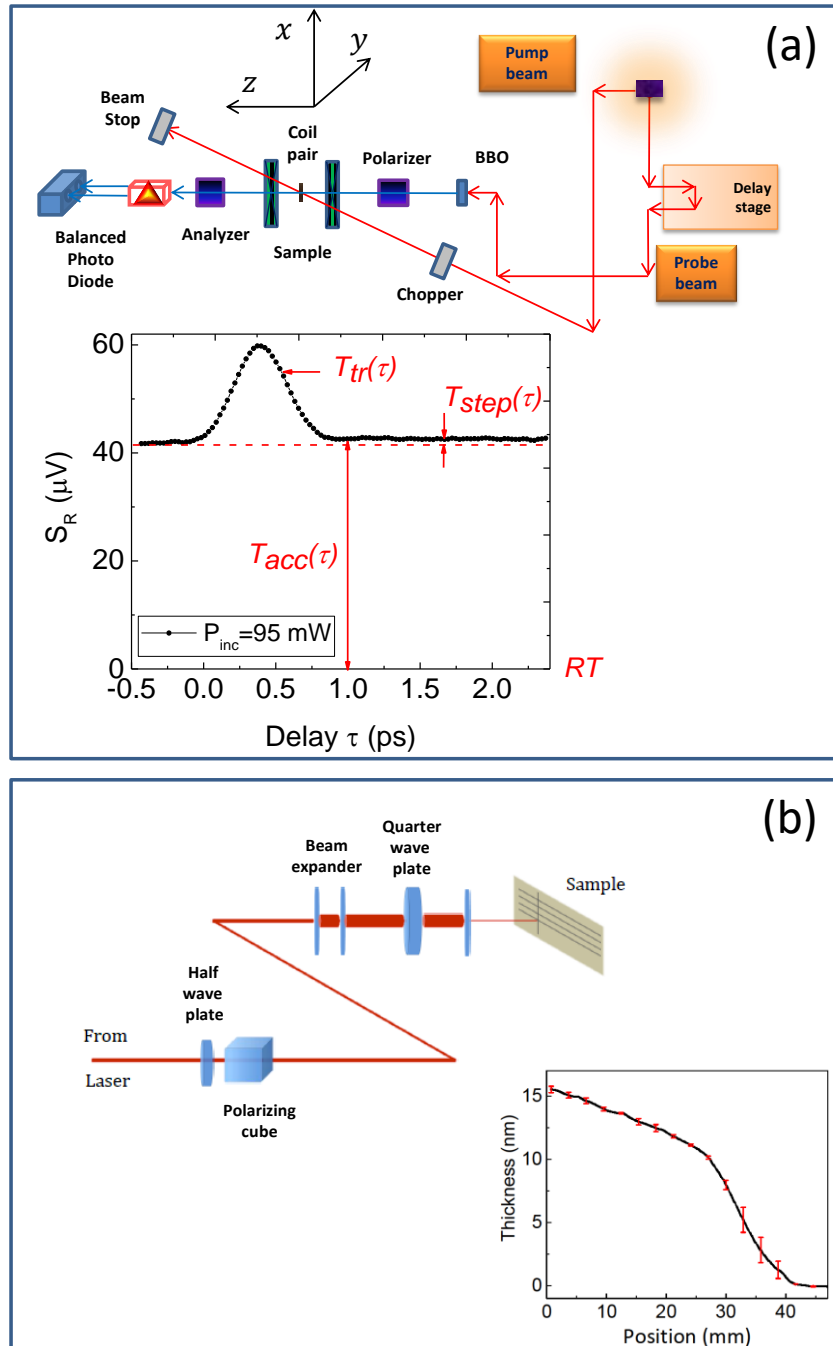 (a)
x
y
z
Pump
beam
Beam
Stop
Coil
pair
Polarizer
BBO
Delay
stage
Balanced
Photo
Diode
Analyzer
Sample
Chopper
Probe
beam
60
40
20
0
S_R (μV)
T_tr(τ)
T_step(τ)
T_acc(τ)
P_inc=95 mW
RT
-0.5 0.0 0.5 1.0 1.5 2.0
Delay τ (ps)
(b)
Beam
expander
Quarter
wave
plate
Sample
Half
wave
plate
From
Laser
Polarizing
cube
15
10
5
0
Thickness (nm)
0 10 20 30 40
Position (mm)